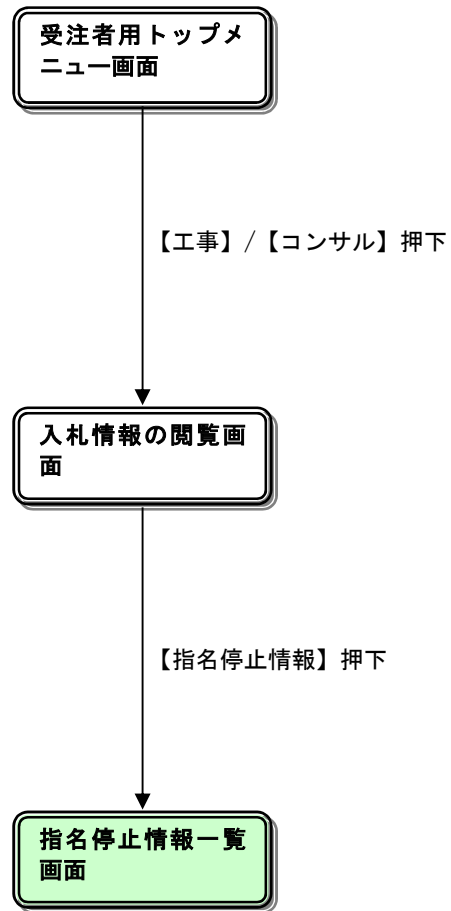 受注者用トップメ
ニュー画面
【工事】/【コンサル】押下
入札情報の閲覧画
面
【指名停止情報】押下
指名停止情報一覧
画面